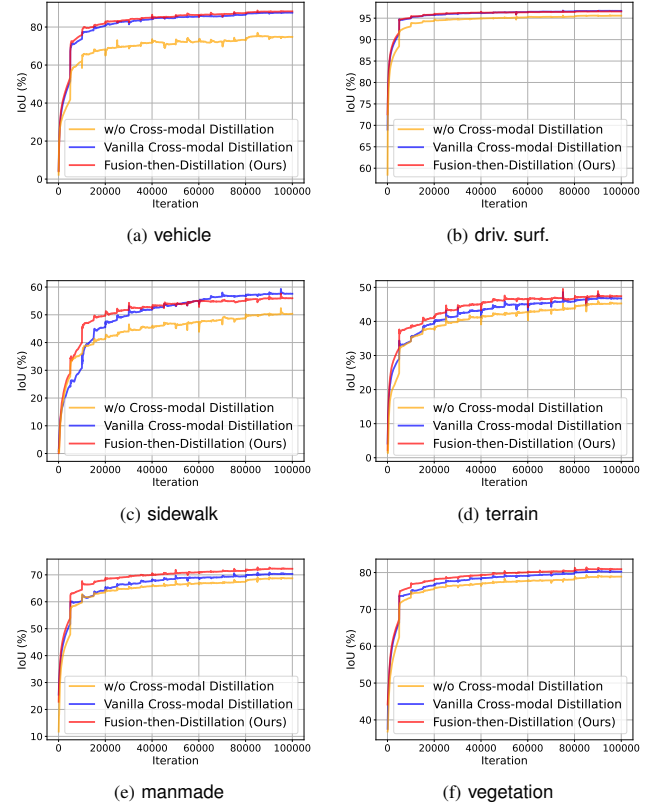 80
60
40
20
0
IoU (%)
w/o Cross-modal Distillation
Vanilla Cross-modal Distillation
Fusion-then-Distillation (Ours)
0 20000 40000 60000 80000 100000
Iteration
(a) vehicle
95
90
85
80
75
70
65
60
IoU (%)
w/o Cross-modal Distillation
Vanilla Cross-modal Distillation
Fusion-then-Distillation (Ours)
0 20000 40000 60000 80000 100000
Iteration
(b) driv. surf.
60
50
40
30
20
10
0
IoU (%)
w/o Cross-modal Distillation
Vanilla Cross-modal Distillation
Fusion-then-Distillation (Ours)
0 20000 40000 60000 80000 100000
Iteration
(c) sidewalk
50
40
30
20
10
0
IoU (%)
w/o Cross-modal Distillation
Vanilla Cross-modal Distillation
Fusion-then-Distillation (Ours)
0 20000 40000 60000 80000 100000
Iteration
(d) terrain
70
60
50
40
30
20
10
IoU (%)
w/o Cross-modal Distillation
Vanilla Cross-modal Distillation
Fusion-then-Distillation (Ours)
0 20000 40000 60000 80000 100000
Iteration
(e) manmade
80
70
60
50
40
IoU (%)
w/o Cross-modal Distillation
Vanilla Cross-modal Distillation
Fusion-then-Distillation (Ours)
0 20000 40000 60000 80000 100000
Iteration
(f) vegetation